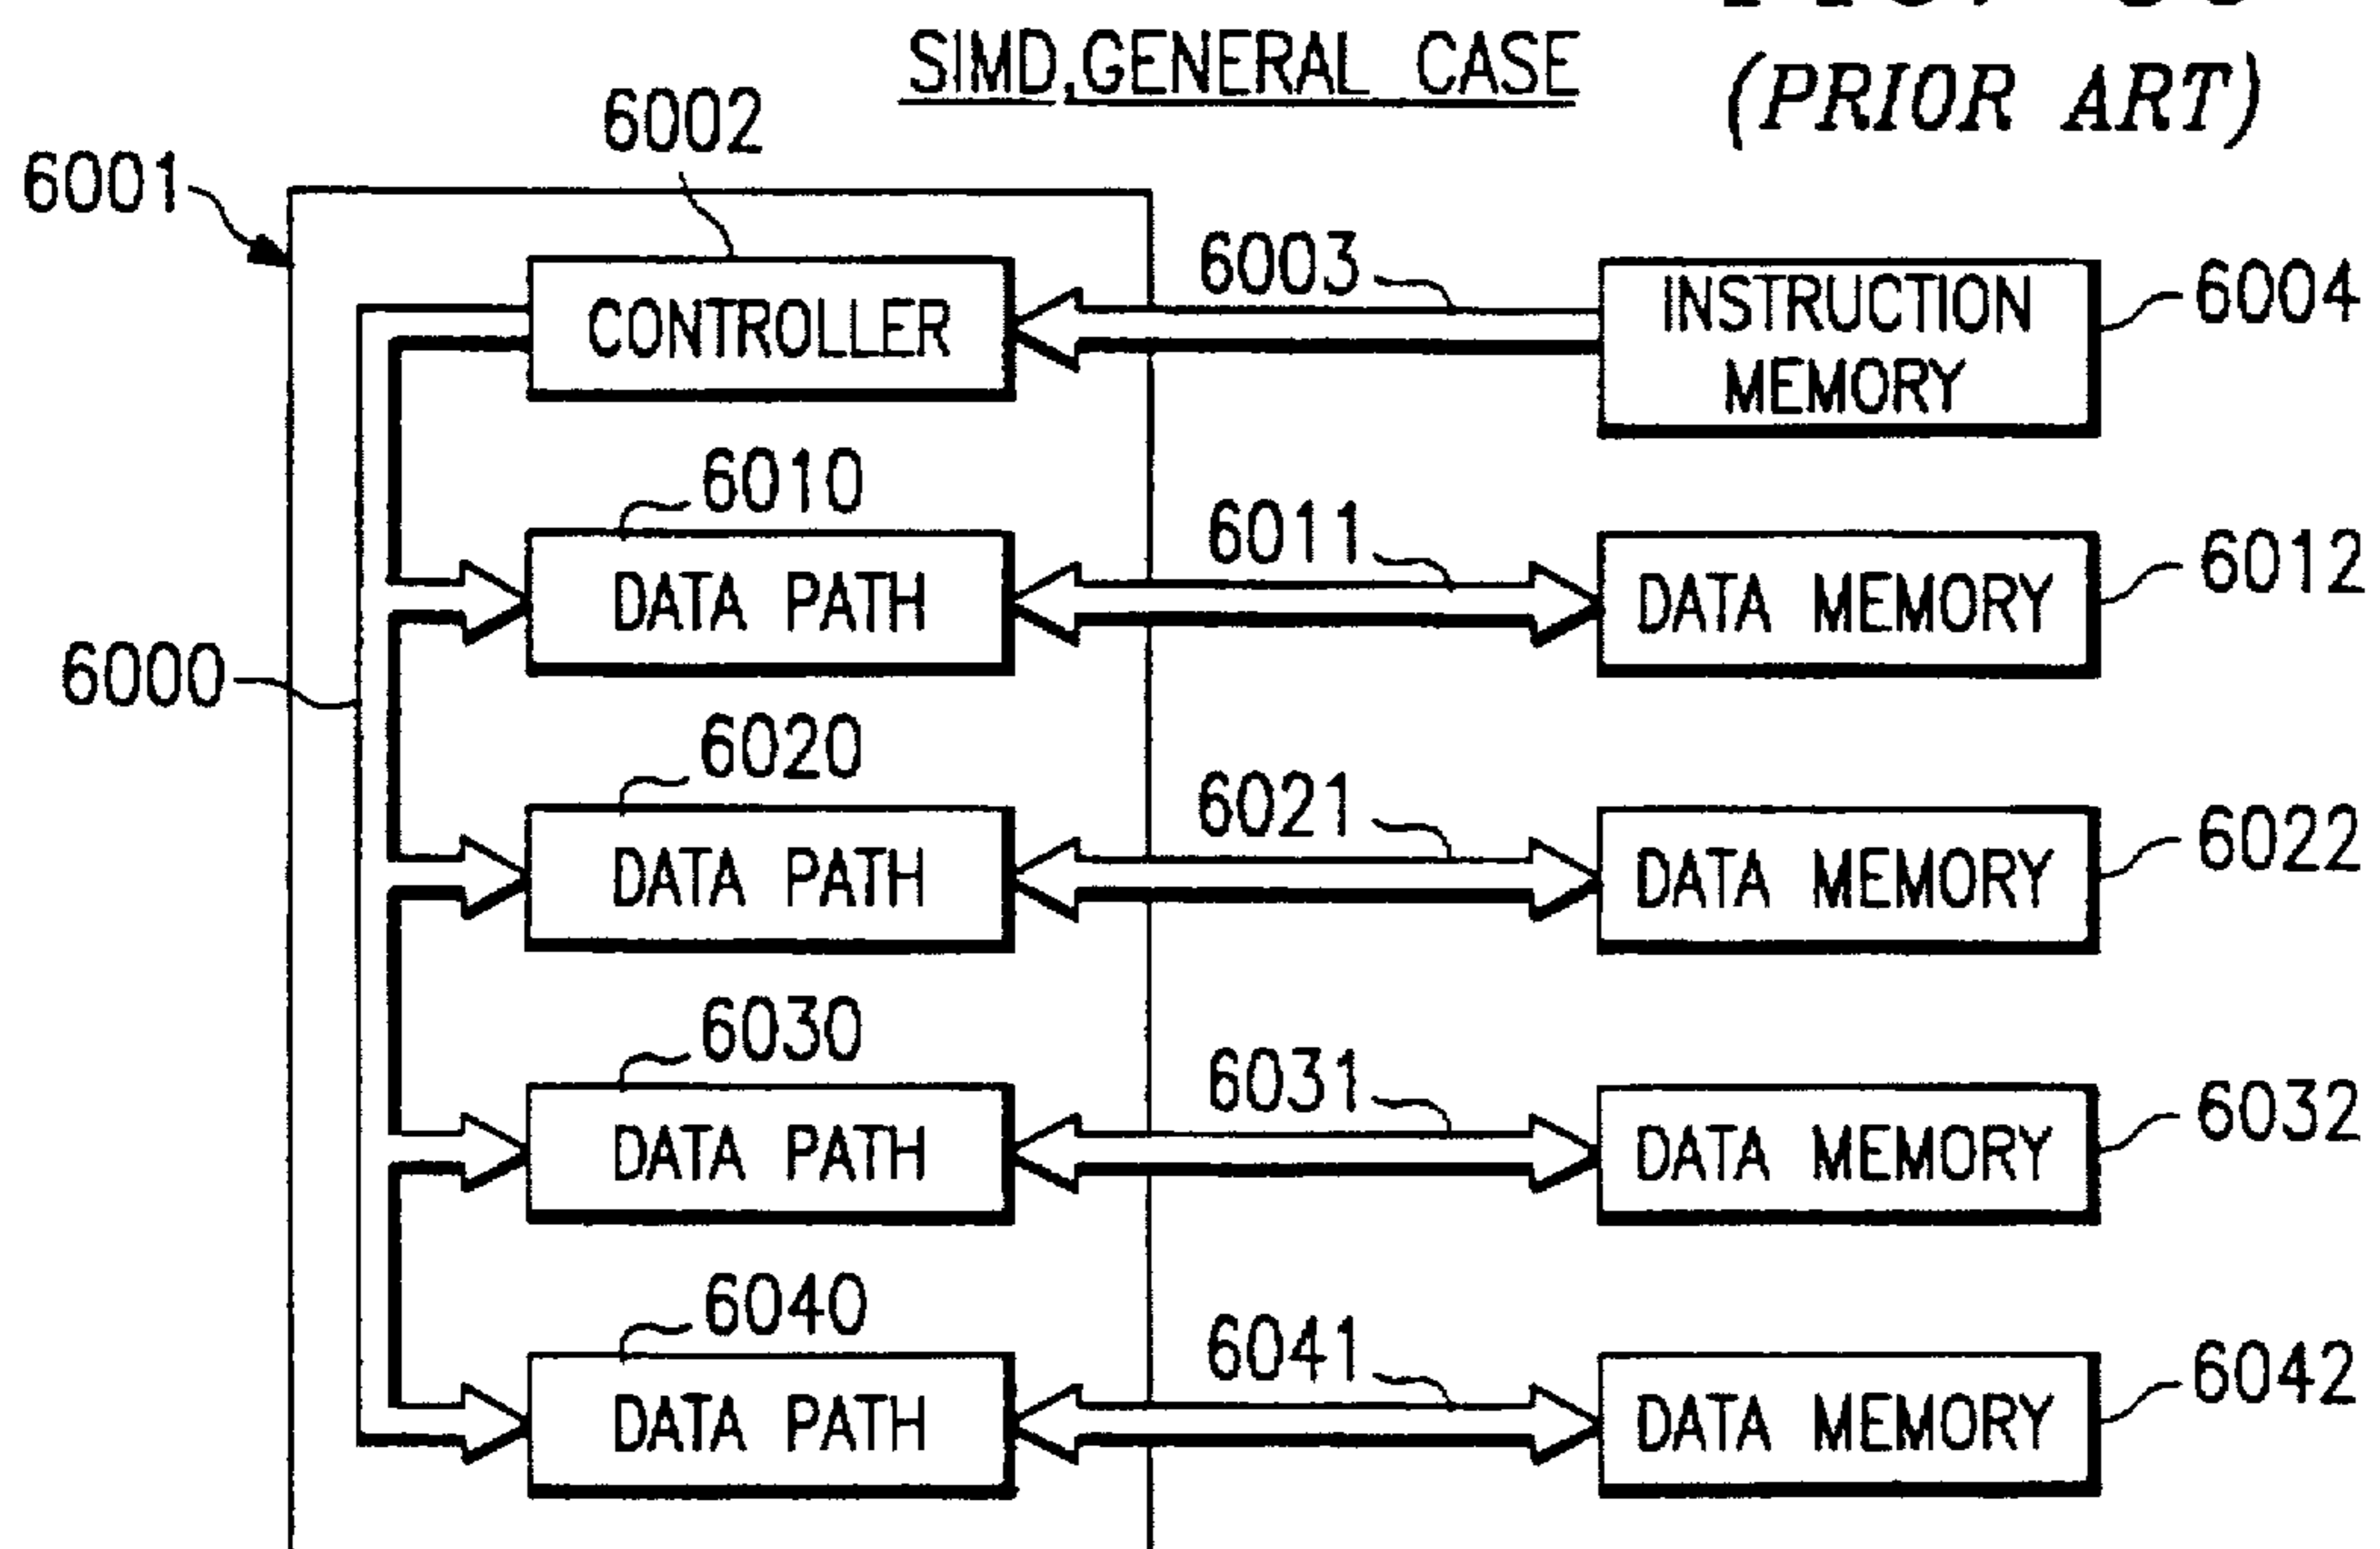 SIMD, GENERAL CASE
(PRIOR ART)
6002
6001
6003
CONTROLLER
INSTRUCTION
MEMORY
6004
6010
6011
DATA PATH
DATA MEMORY
6012
6000
6020
6021
DATA PATH
DATA MEMORY
6022
6030
6031
DATA PATH
DATA MEMORY
6032
6040
6041
DATA PATH
DATA MEMORY
6042